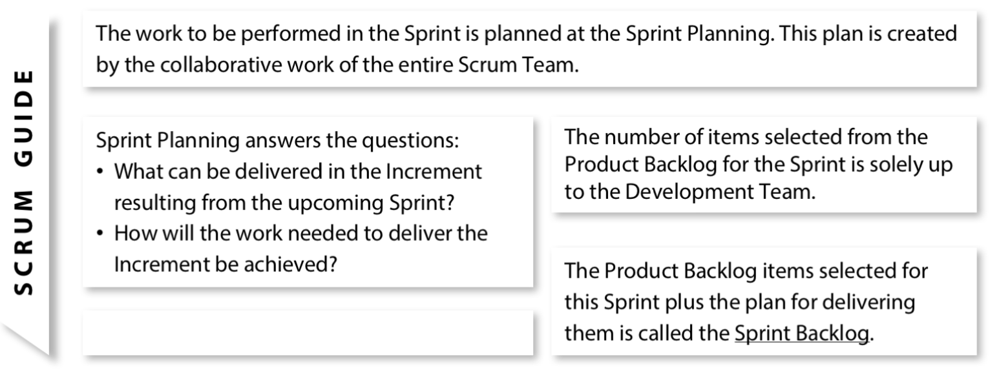 SCRUM GUIDE
The work to be performed in the Sprint is planned at the Sprint Planning. This plan is created
by the collaborative work of the entire Scrum Team.
Sprint Planning answers the questions:
• What can be delivered in the Increment
resulting from the upcoming Sprint?
• How will the work needed to deliver the
Increment be achieved?
The number of items selected from the
Product Backlog for the Sprint is solely up
to the Development Team.
The Product Backlog items selected for
this Sprint plus the plan for delivering
them is called the Sprint Backlog.